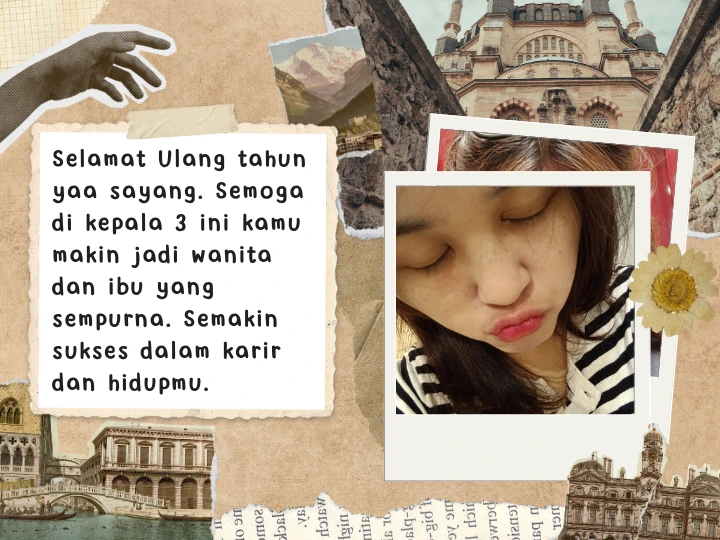 Selamat Ulang tahun
yaa sayang. Semoga
di kepala 3 ini kamu
makin jadi wanita
dan ibu yang
sempurna. Semakin
sukses dalam karir
dan hidupmu.